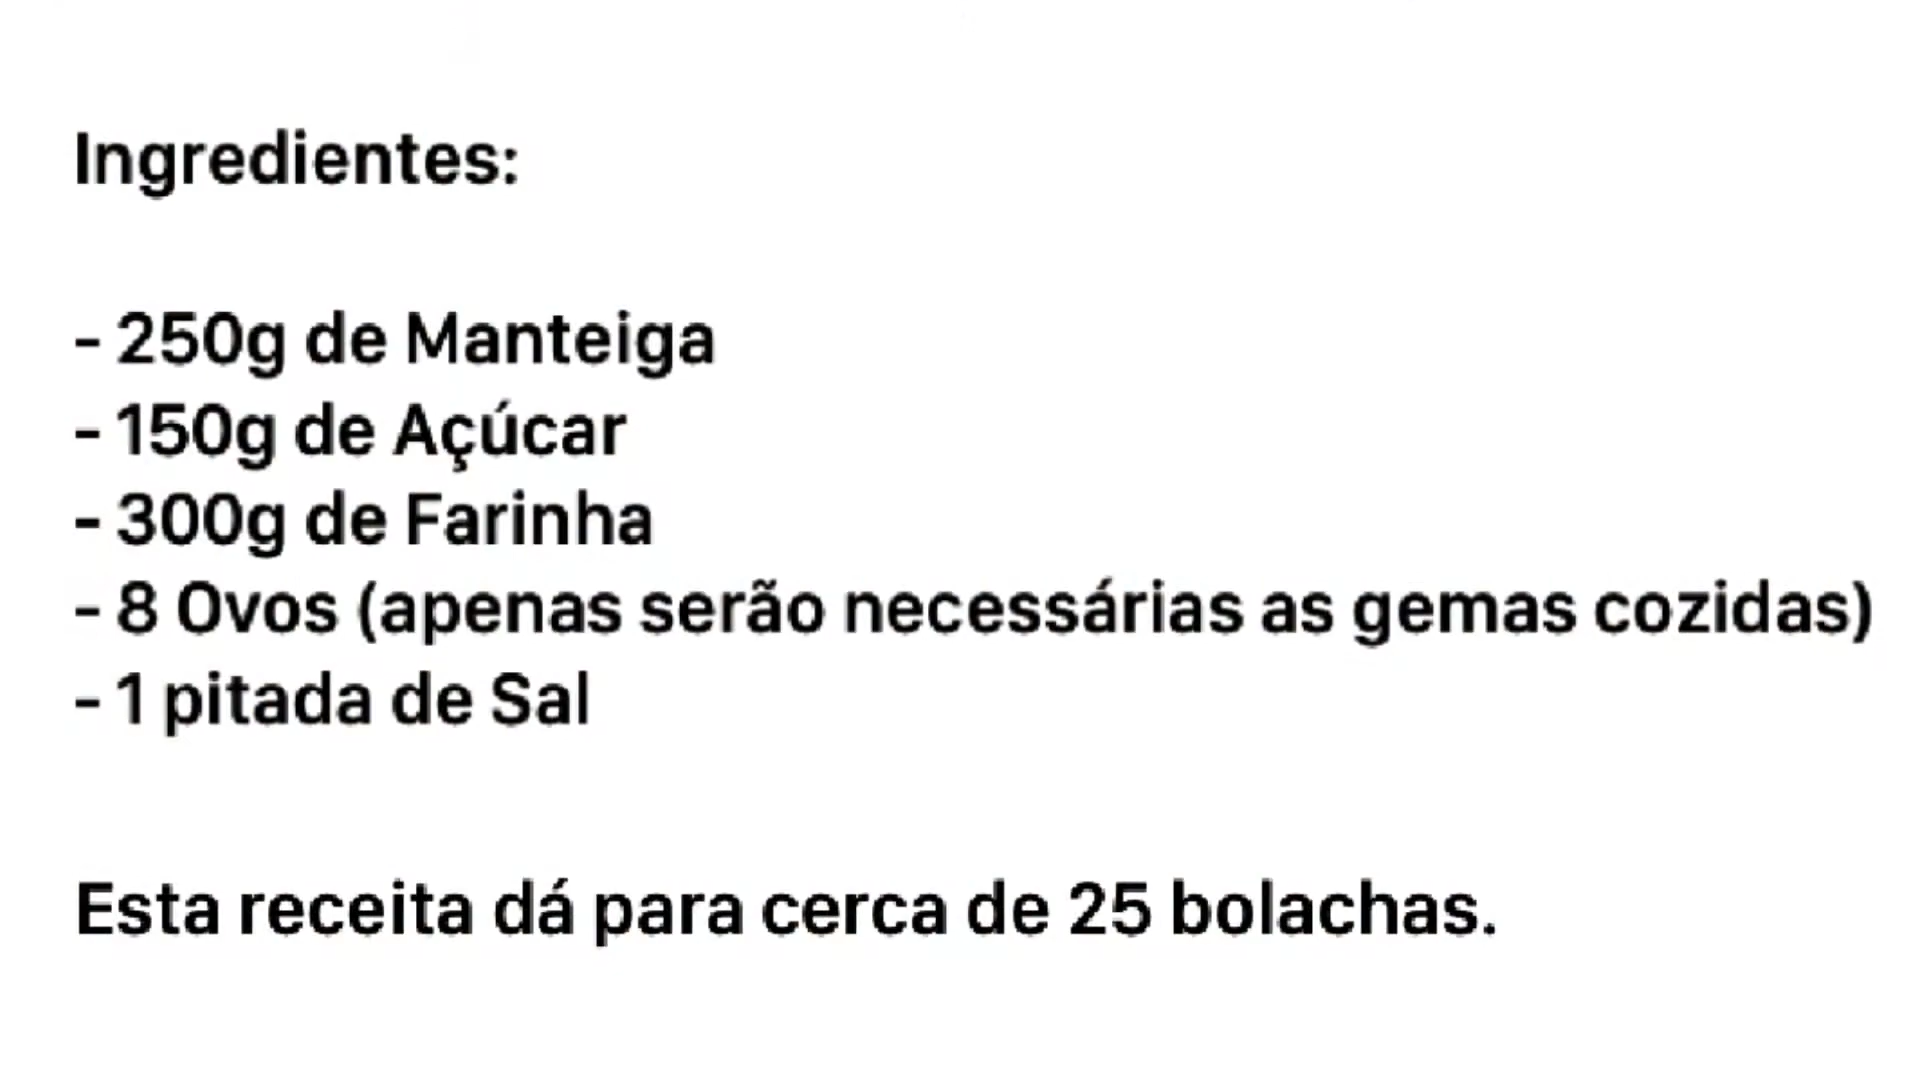 Ingredientes:
- 250g de Manteiga
- 150g de Açúcar
- 300g de Farinha
- 8 Ovos (apenas serão necessárias as gemas cozidas)
- 1 pitada de Sal
Esta receita dá para cerca de 25 bolachas.